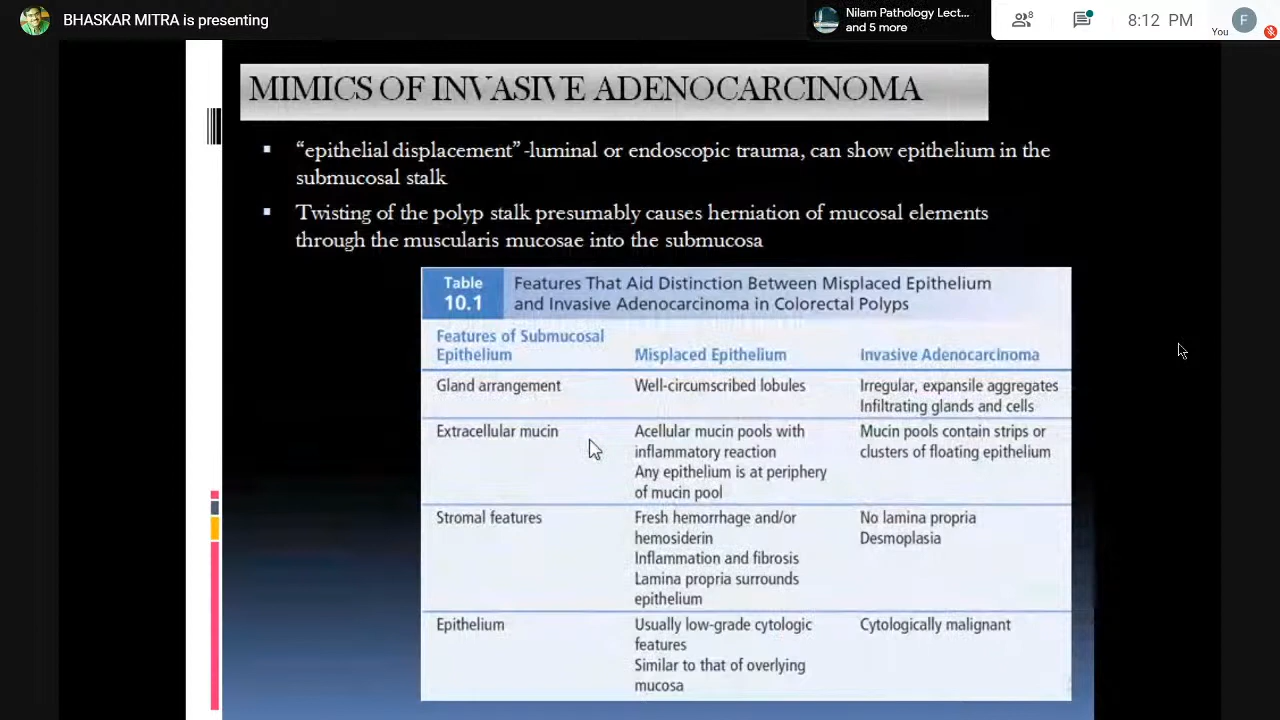 BHASKAR MITRA is presenting
Nilam Pathology Lect...
and 5 more
8
8:12 PM
You
F
MIMICS OF INVASIVE ADENOCARCINOMA
“epithelial displacement” -luminal or endoscopic trauma, can show epithelium in the
submucosal stalk
Twisting of the polyp stalk presumably causes herniation of mucosal elements
through the muscularis mucosae into the submucosa
Table
10.1
Features That Aid Distinction Between Misplaced Epithelium
and Invasive Adenocarcinoma in Colorectal Polyps
Features of Submucosal
Epithelium
Misplaced Epithelium
Invasive Adenocarcinoma
Gland arrangement
Well-circumscribed lobules
Irregular, expansile aggregates
Infiltrating glands and cells
Extracellular mucin
Acellular mucin pools with
inflammatory reaction
Any epithelium is at periphery
of mucin pool
Mucin pools contain strips or
clusters of floating epithelium
Stromal features
Fresh hemorrhage and/or
hemosiderin
Inflammation and fibrosis
Lamina propria surrounds
epithelium
No lamina propria
Desmoplasia
Epithelium
Usually low-grade cytologic
features
Similar to that of overlying
mucosa
Cytologically malignant